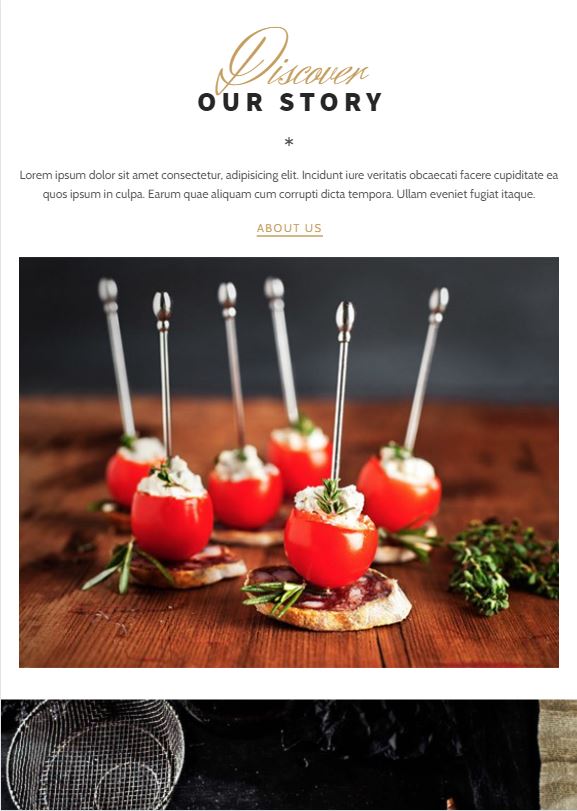 Discover
OUR STORY
*
Lorem ipsum dolor sit amet consectetur, adipisicing elit. Incidunt iure veritatis obcaecati facere cupiditate ea
quos ipsum in culpa. Earum quae aliquam cum corrupti dicta tempora. Ullam eveniet fugiat itaque.
ABOUT US